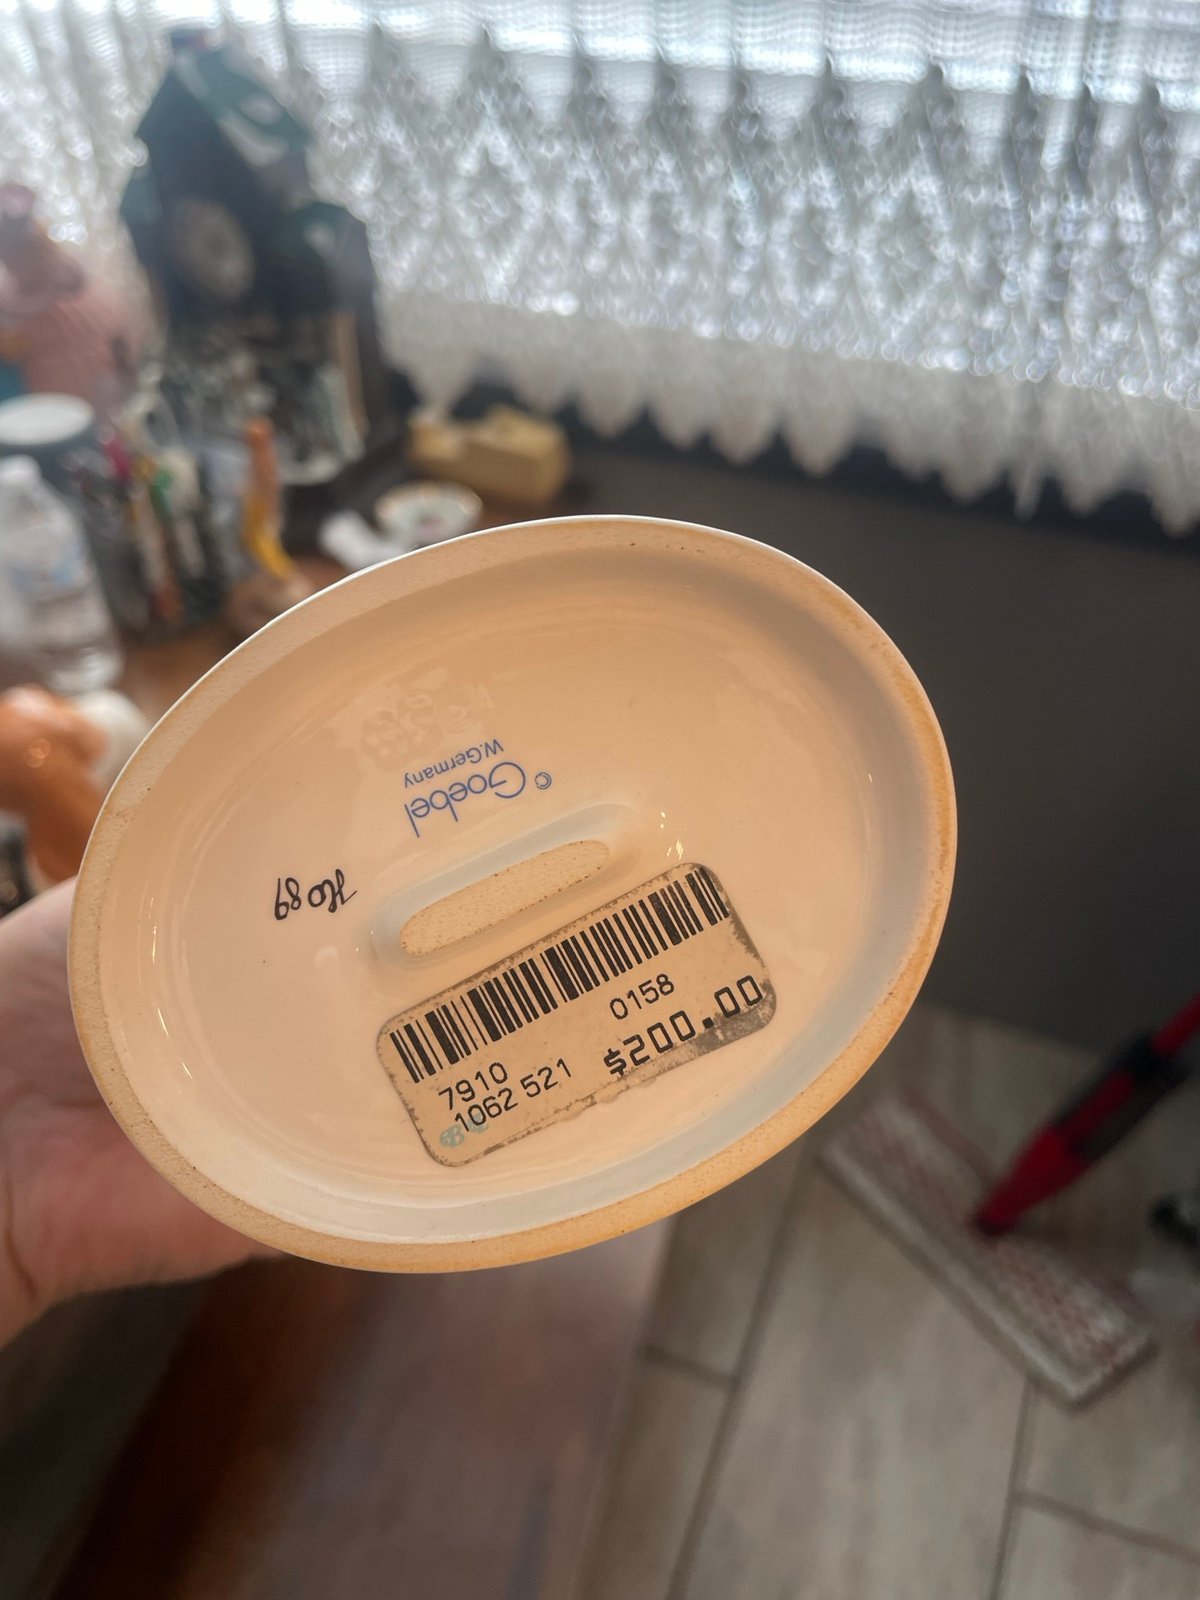 © Goebel
W.Germany
HO 89
0158
7910
$200.00
1062 521